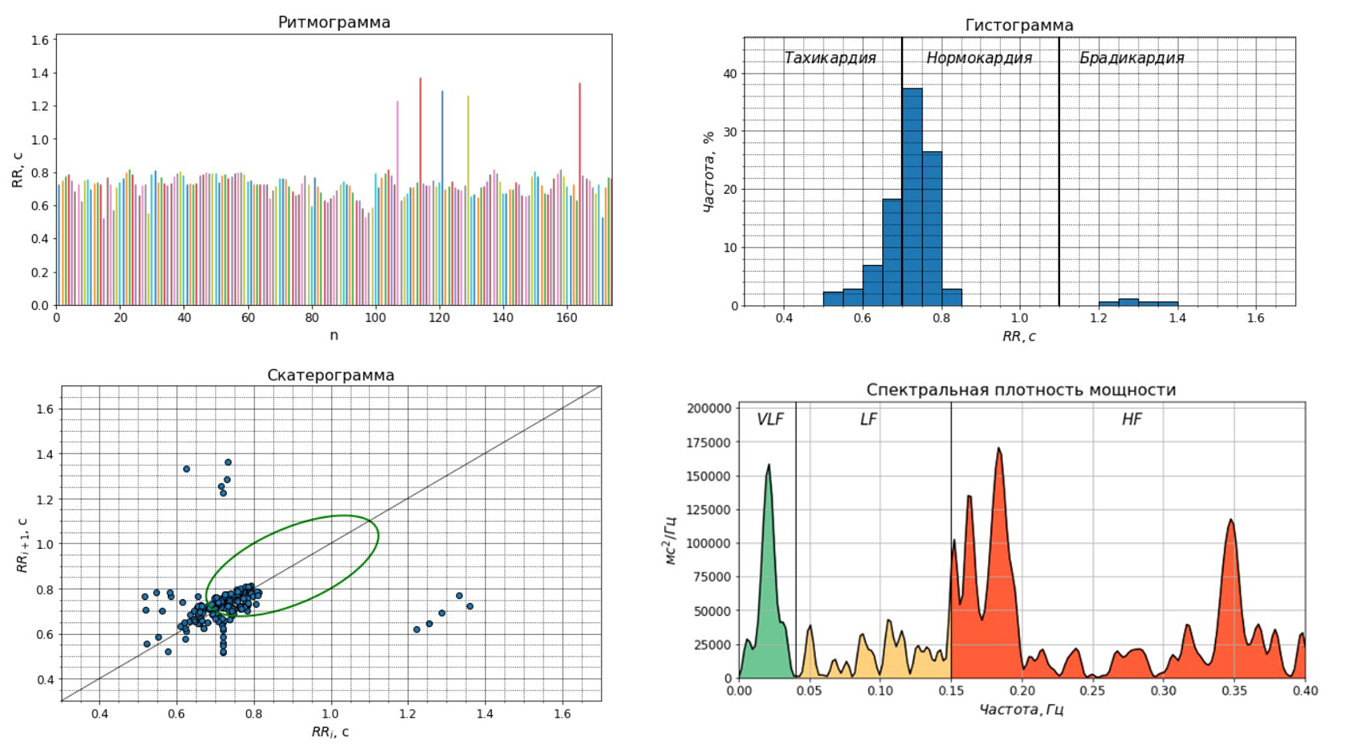 Ритмограмма
1.6
1.4
1.2
1.0
0.8
0.6
0.4
0.2
0.0
RR, с
0 20 40 60 80 100 120 140 160
n
Гистограмма
Тахикардия Нормокардия Брадикардия
40
30
20
10
0
Частота, %
0.4 0.6 0.8 1.0 1.2 1.4 1.6
RR, с
Скатерограмма
1.6
1.4
1.2
1.0
0.8
0.6
0.4
RRi+1, с
0.4 0.6 0.8 1.0 1.2 1.4 1.6
RRi, с
Спектральная плотность мощности
VLF LF HF
200000
175000
150000
125000
100000
75000
50000
25000
0
мс²/Гц
0.00 0.05 0.10 0.15 0.20 0.25 0.30 0.35 0.40
Частота, Гц